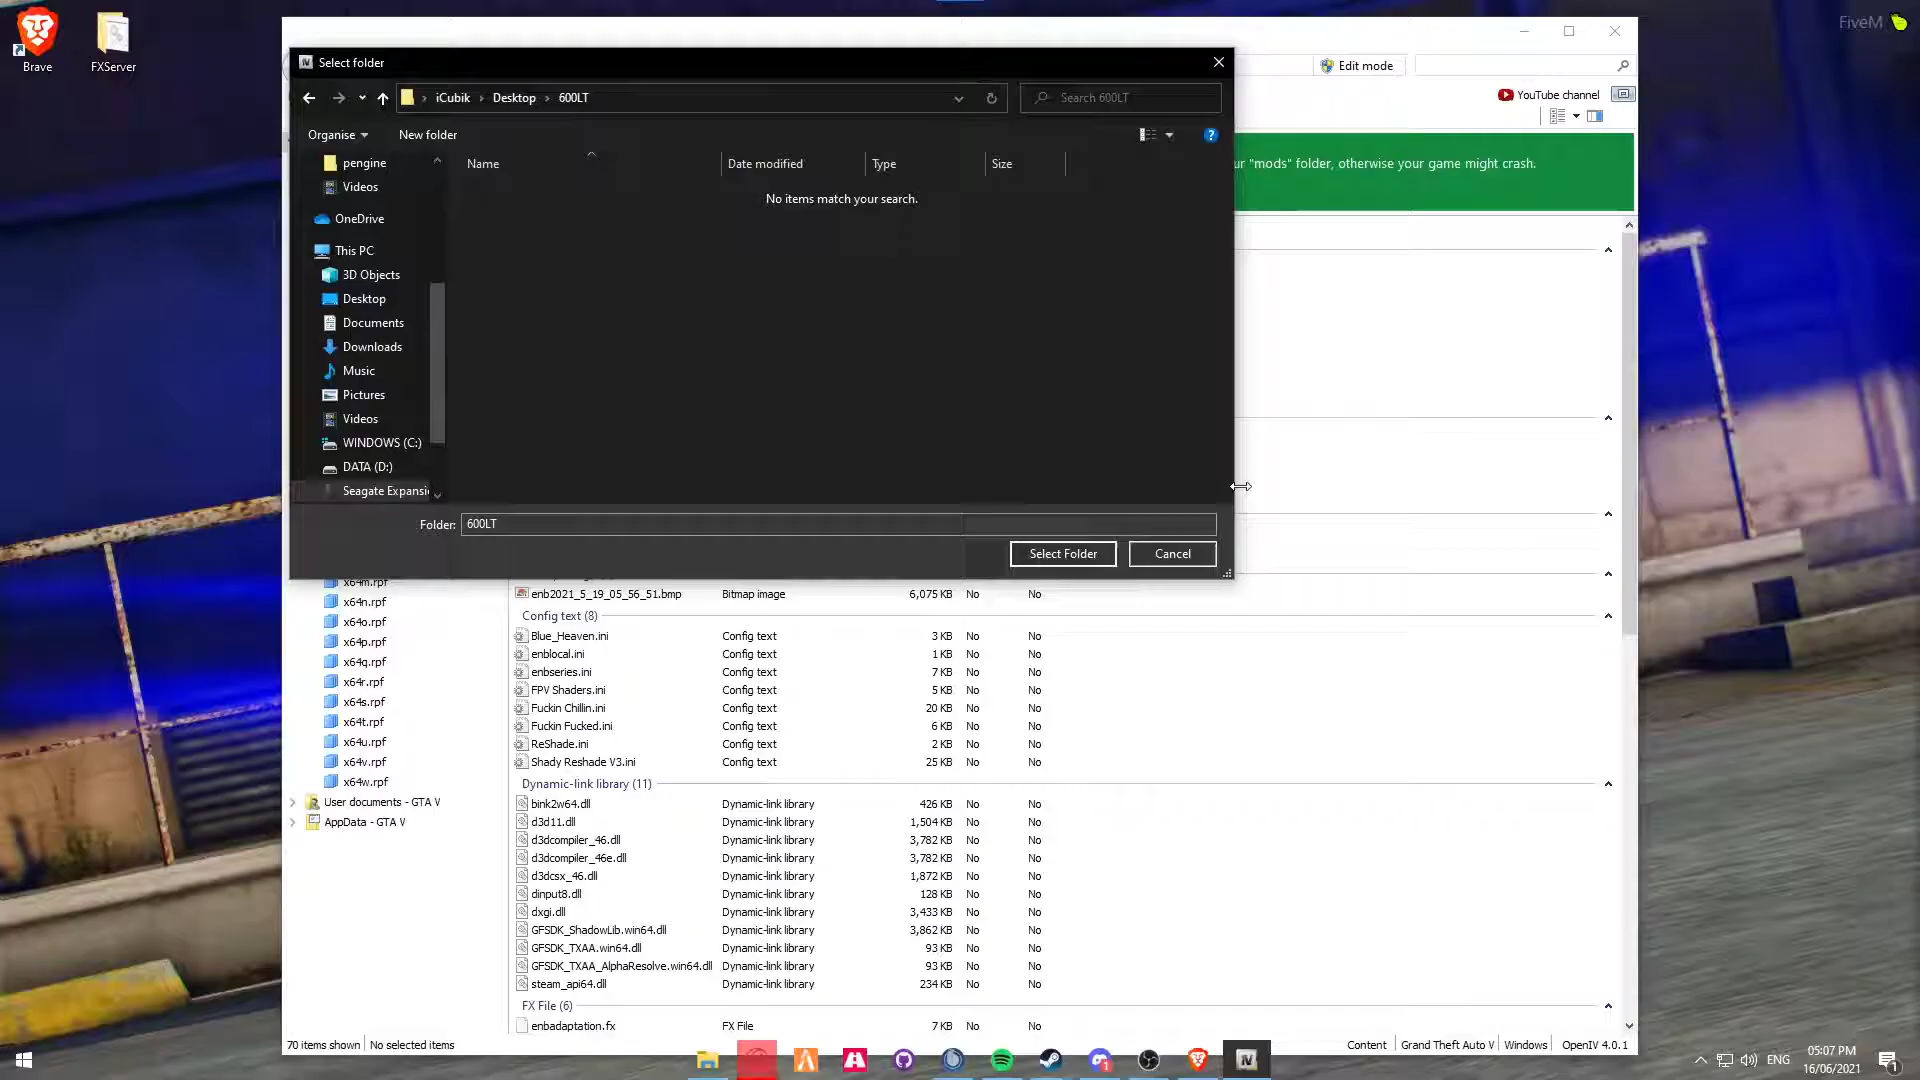 Brave
FXServer
FiveM
Select folder
iCubik › Desktop › 600LT
Search 600LT
Edit mode
YouTube channel
Organise
New folder
ur "mods" folder, otherwise your game might crash.
Name
Date modified
Type
Size
No items match your search.
pengine
Videos
OneDrive
This PC
3D Objects
Desktop
Documents
Downloads
Music
Pictures
Videos
WINDOWS (C:)
DATA (D:)
Seagate Expansi
Folder: 600LT
Select Folder
Cancel
x64m.rpf
x64n.rpf
x64o.rpf
x64p.rpf
x64q.rpf
x64r.rpf
x64s.rpf
x64t.rpf
x64u.rpf
x64v.rpf
x64w.rpf
User documents - GTA V
AppData - GTA V
enb2021_5_19_05_56_51.bmp Bitmap image 6,075 KB No No
Config text (8)
Blue_Heaven.ini Config text 3 KB No No
enblocal.ini Config text 1 KB No No
enbseries.ini Config text 7 KB No No
FPV Shaders.ini Config text 5 KB No No
Fuckin Chillin.ini Config text 20 KB No No
Fuckin Fucked.ini Config text 6 KB No No
ReShade.ini Config text 2 KB No No
Shady Reshade V3.ini Config text 25 KB No No
Dynamic-link library (11)
bink2w64.dll Dynamic-link library 426 KB No No
d3d11.dll Dynamic-link library 1,504 KB No No
d3dcompiler_46.dll Dynamic-link library 3,782 KB No No
d3dcompiler_46e.dll Dynamic-link library 3,782 KB No No
d3dcsx_46.dll Dynamic-link library 1,872 KB No No
dinput8.dll Dynamic-link library 128 KB No No
dxgi.dll Dynamic-link library 3,433 KB No No
GFSDK_ShadowLib.win64.dll Dynamic-link library 3,862 KB No No
GFSDK_TXAA.win64.dll Dynamic-link library 93 KB No No
GFSDK_TXAA_AlphaResolve.win64.dll Dynamic-link library 93 KB No No
steam_api64.dll Dynamic-link library 234 KB No No
FX File (6)
enbadaptation.fx FX File 7 KB No No
70 items shown No selected items
Content Grand Theft Auto V Windows OpenIV 4.0.1
ENG
05:07 PM
16/06/2021